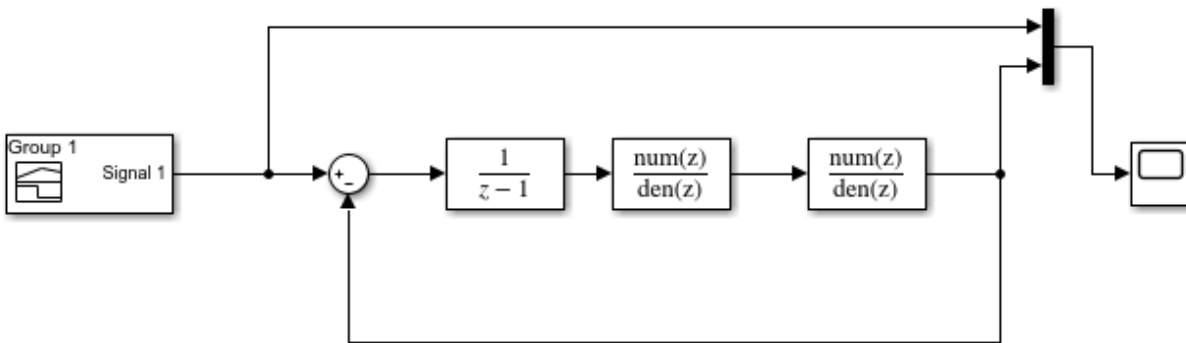 Group 1
Signal 1
+
−
1
z − 1
num(z)
den(z)
num(z)
den(z)